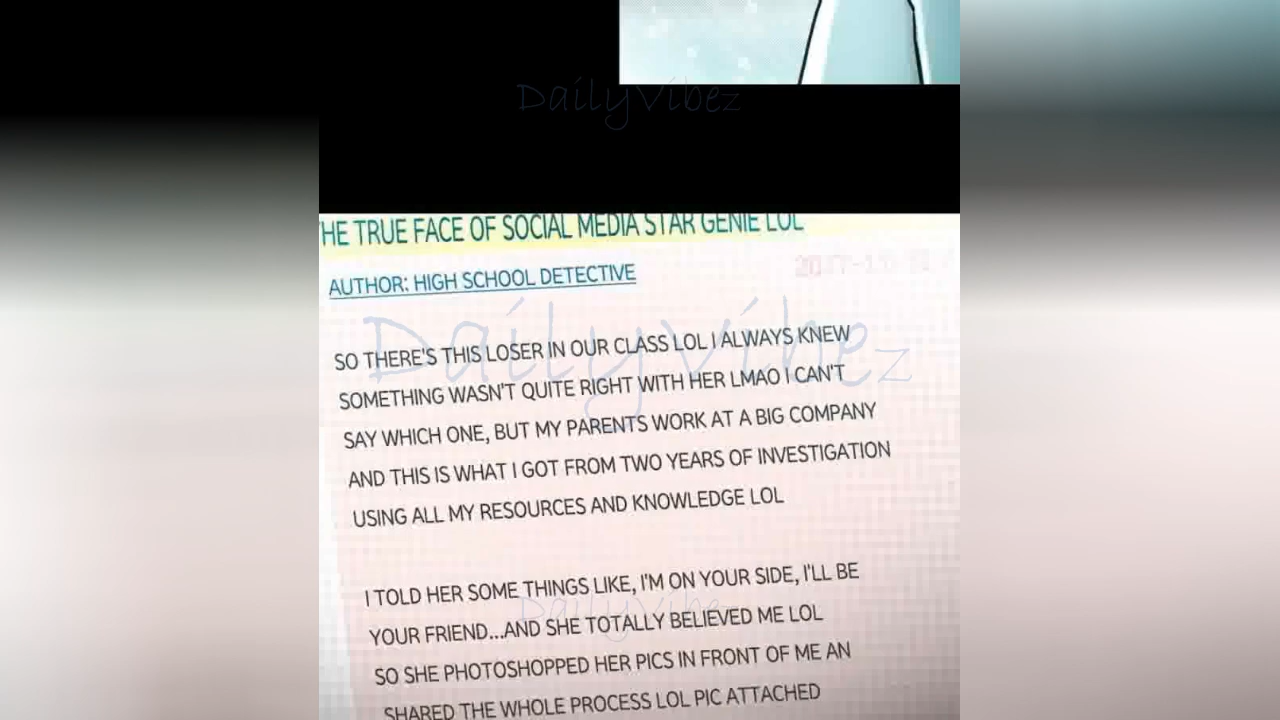 DailyVibez
THE TRUE FACE OF SOCIAL MEDIA STAR GENIE LOL
AUTHOR: HIGH SCHOOL DETECTIVE
DailyVibez
SO THERE'S THIS LOSER IN OUR CLASS LOL I ALWAYS KNEW
SOMETHING WASN'T QUITE RIGHT WITH HER LMAO I CAN'T
SAY WHICH ONE, BUT MY PARENTS WORK AT A BIG COMPANY
AND THIS IS WHAT I GOT FROM TWO YEARS OF INVESTIGATION
USING ALL MY RESOURCES AND KNOWLEDGE LOL
I TOLD HER SOME THINGS LIKE, I'M ON YOUR SIDE, I'LL BE
DailyVibez
YOUR FRIEND...AND SHE TOTALLY BELIEVED ME LOL
SO SHE PHOTOSHOPPED HER PICS IN FRONT OF ME AN
SHARED THE WHOLE PROCESS LOL PIC ATTACHED